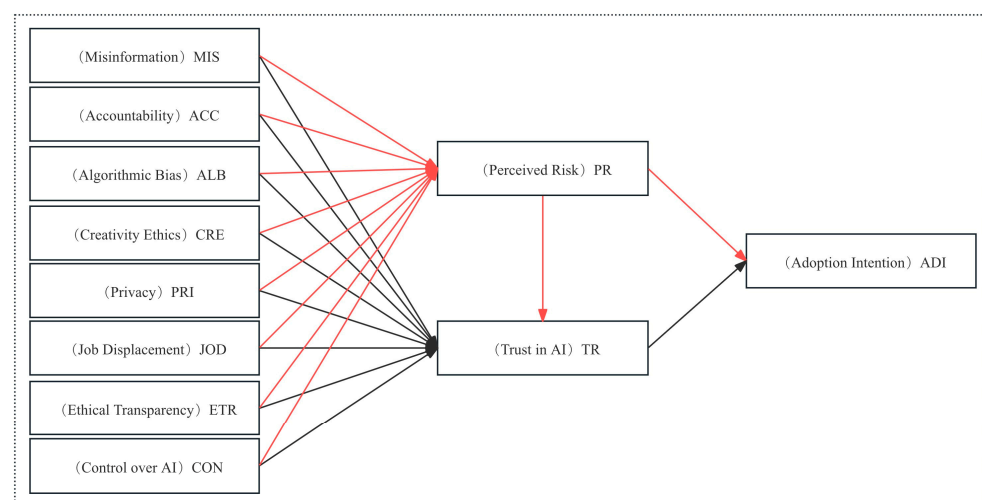 （Misinformation）MIS
（Accountability）ACC
（Algorithmic Bias）ALB
（Creativity Ethics）CRE
（Privacy）PRI
（Job Displacement）JOD
（Ethical Transparency）ETR
（Control over AI）CON
（Perceived Risk）PR
（Trust in AI）TR
（Adoption Intention）ADI